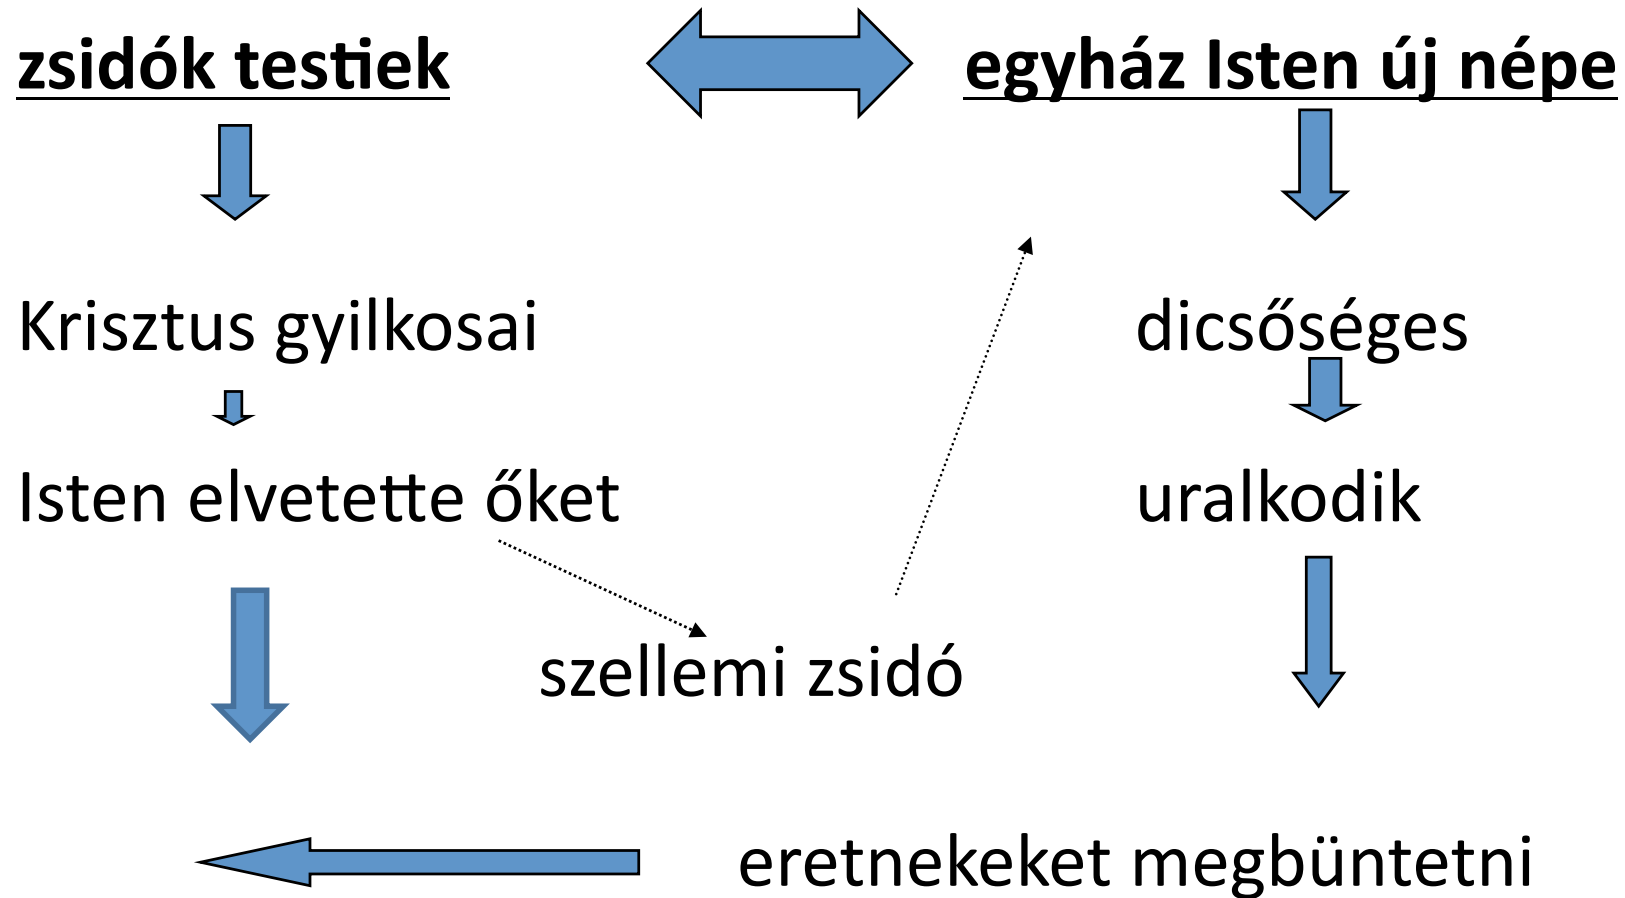 zsidók testiek
egyház Isten új népe
Krisztus gyilkosai
dicsőséges
Isten elvetette őket
uralkodik
szellemi zsidó
eretnekeket megbüntetni